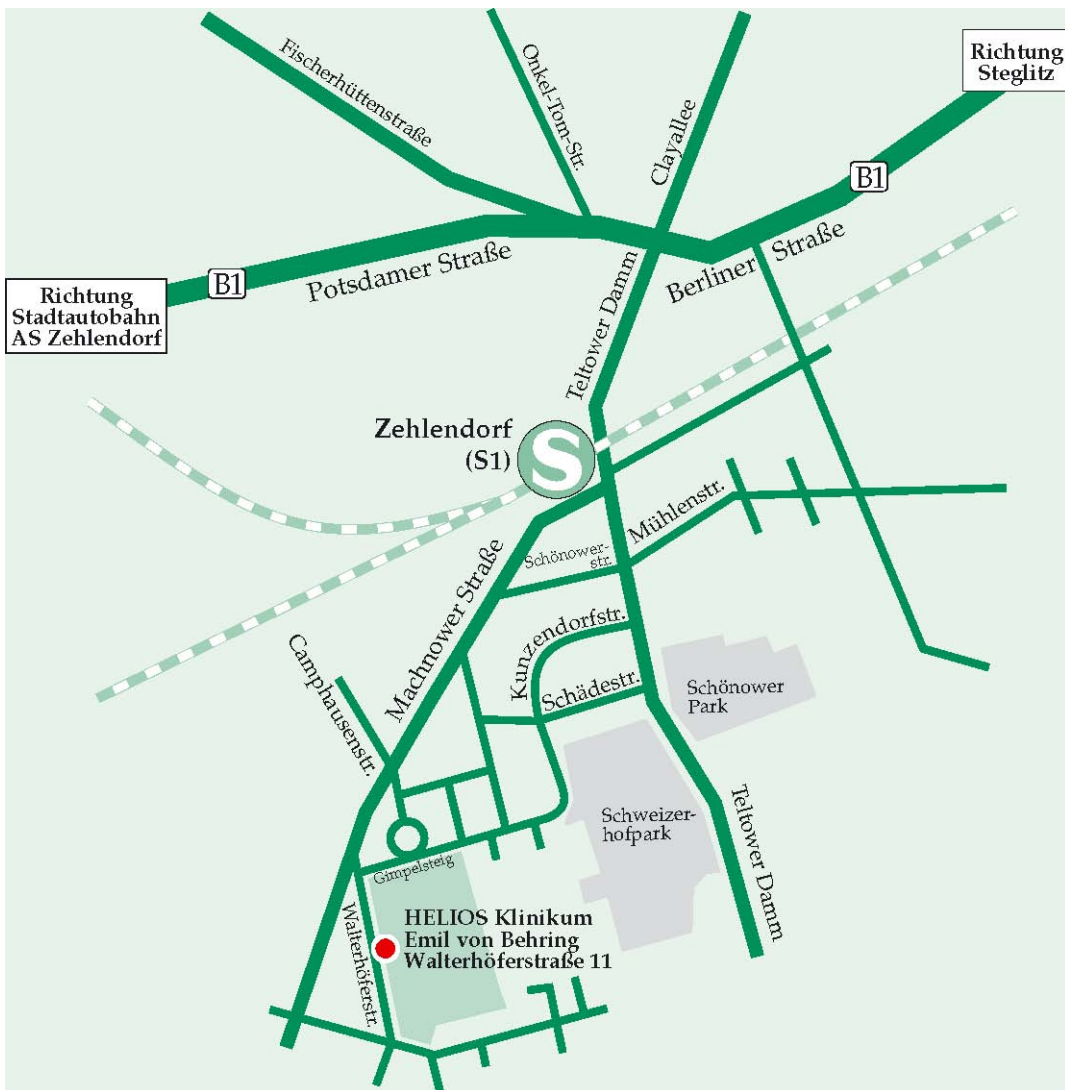 Richtung
Steglitz
Fischerhüttenstraße
Onkel-Tom-Str.
Clayallee
B1
Berliner Straße
Potsdamer Straße
B1
Richtung
Stadtautobahn
AS Zehlendorf
Teltower Damm
Zehlendorf
(S1)
S
Mühlenstr.
Schönower-
str.
Machnower Straße
Kunzendorfstr.
Schädestr.
Camphausenstr.
Schönower
Park
Schweizer-
hofpark
Teltower Damm
Gimpelsteig
Walterhöferstr.
HELIOS Klinikum
Emil von Behring
Walterhöferstraße 11